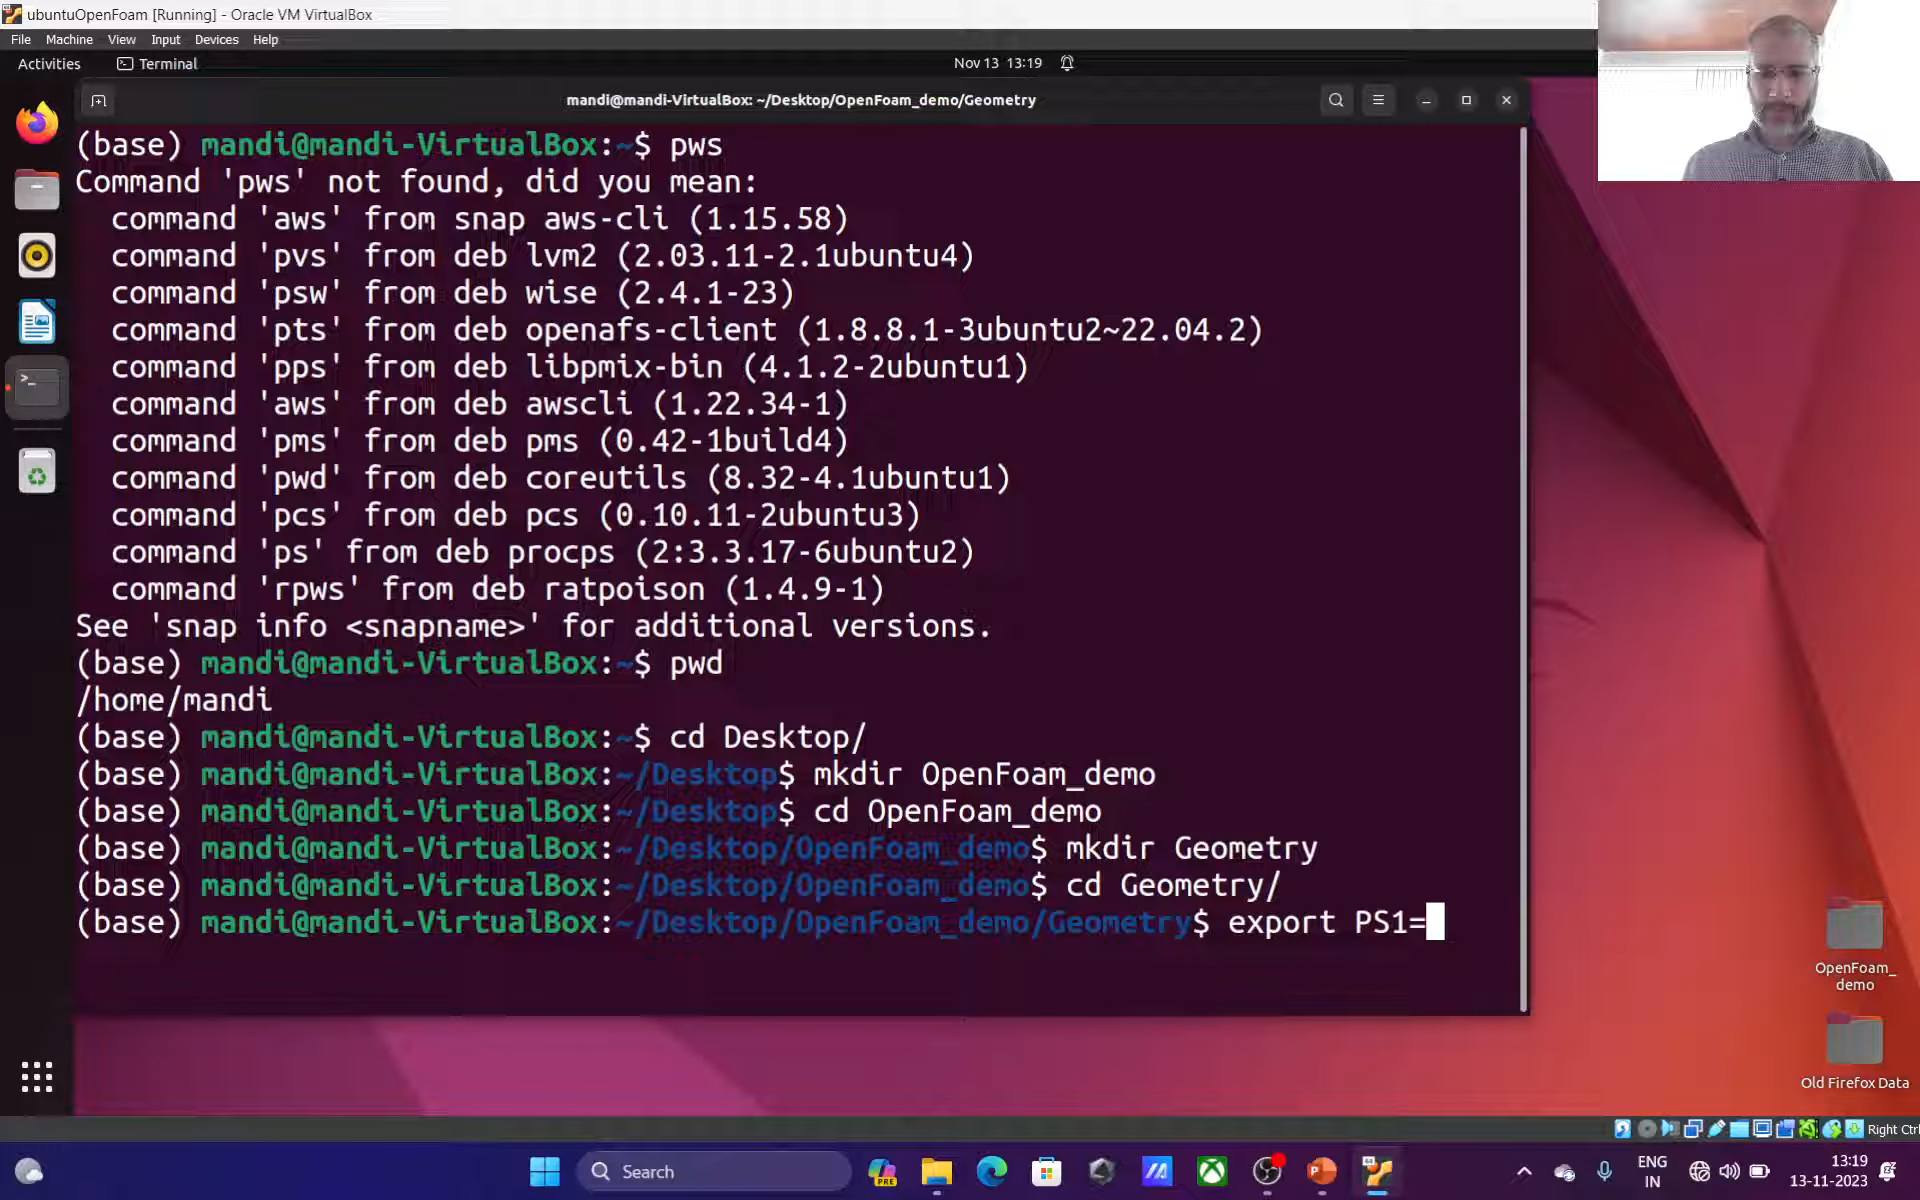 ubuntuOpenFoam [Running] - Oracle VM VirtualBox
File Machine View Input Devices Help
Activities Terminal Nov 13 13:19
mandi@mandi-VirtualBox: ~/Desktop/OpenFoam_demo/Geometry
(base) mandi@mandi-VirtualBox:~$ pws
Command 'pws' not found, did you mean:
command 'aws' from snap aws-cli (1.15.58)
command 'pvs' from deb lvm2 (2.03.11-2.1ubuntu4)
command 'psw' from deb wise (2.4.1-23)
command 'pts' from deb openafs-client (1.8.8.1-3ubuntu2~22.04.2)
command 'pps' from deb libpmix-bin (4.1.2-2ubuntu1)
command 'aws' from deb awscli (1.22.34-1)
command 'pms' from deb pms (0.42-1build4)
command 'pwd' from deb coreutils (8.32-4.1ubuntu1)
command 'pcs' from deb pcs (0.10.11-2ubuntu3)
command 'ps' from deb procps (2:3.3.17-6ubuntu2)
command 'rpws' from deb ratpoison (1.4.9-1)
See 'snap info <snapname>' for additional versions.
(base) mandi@mandi-VirtualBox:~$ pwd
/home/mandi
(base) mandi@mandi-VirtualBox:~$ cd Desktop/
(base) mandi@mandi-VirtualBox:~/Desktop$ mkdir OpenFoam_demo
(base) mandi@mandi-VirtualBox:~/Desktop$ cd OpenFoam_demo
(base) mandi@mandi-VirtualBox:~/Desktop/OpenFoam_demo$ mkdir Geometry
(base) mandi@mandi-VirtualBox:~/Desktop/OpenFoam_demo$ cd Geometry/
(base) mandi@mandi-VirtualBox:~/Desktop/OpenFoam_demo/Geometry$ export PS1=
OpenFoam_
demo
Old Firefox Data
Right Ctrl
Search
PRE
ENG
IN
13:19
13-11-2023